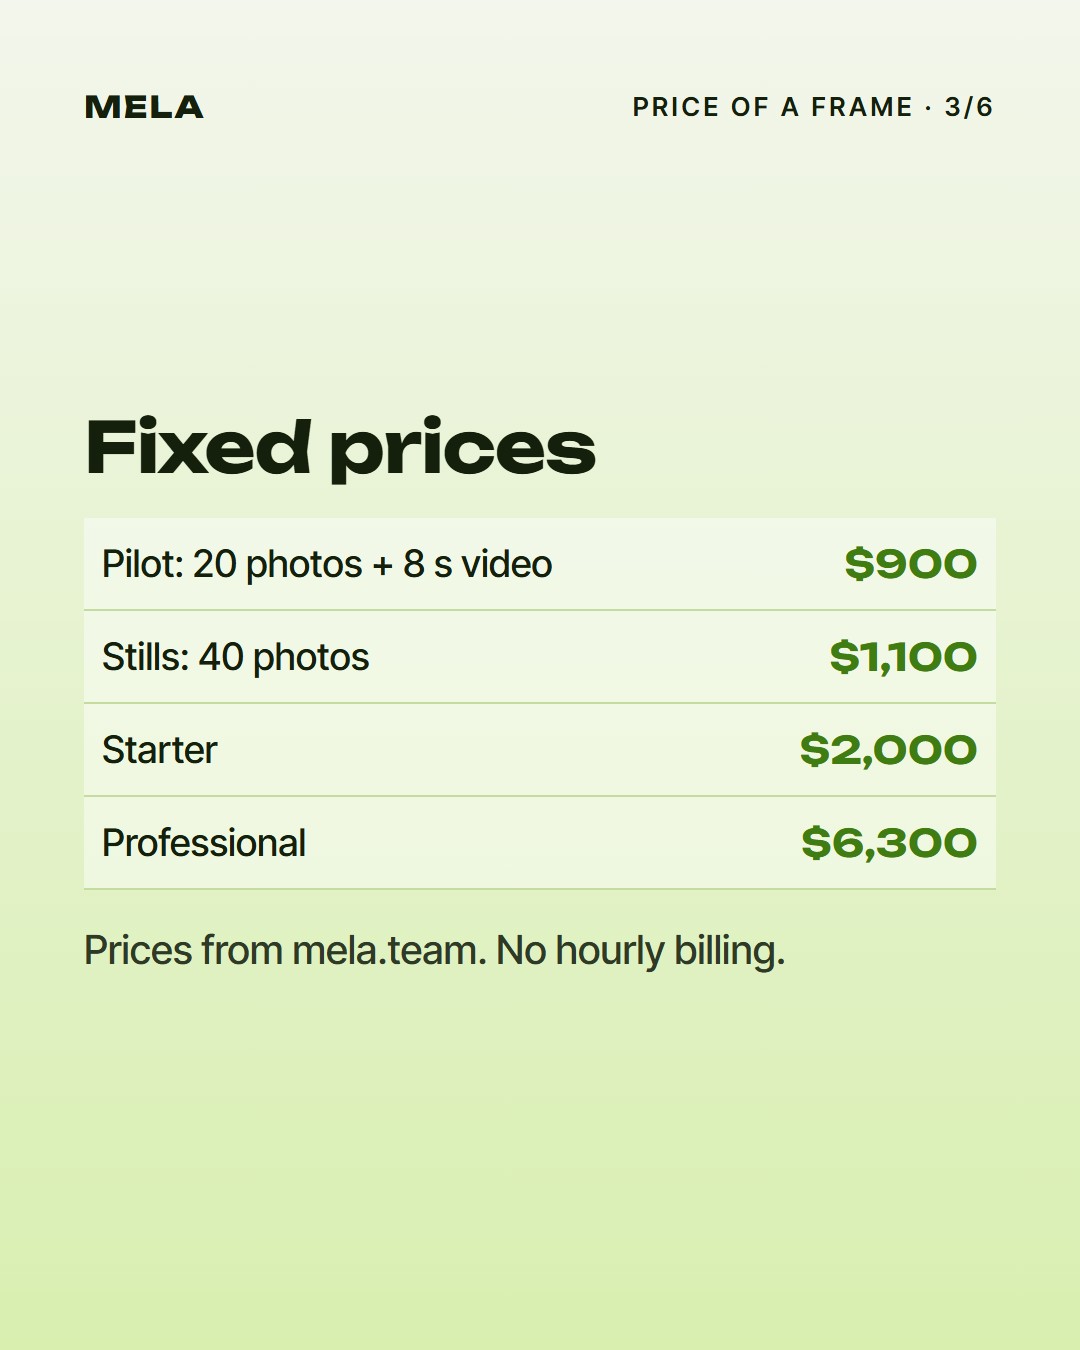 MELA
PRICE OF A FRAME · 3/6
Fixed prices
Pilot: 20 photos + 8 s video $900
Stills: 40 photos $1,100
Starter $2,000
Professional $6,300
Prices from mela.team. No hourly billing.